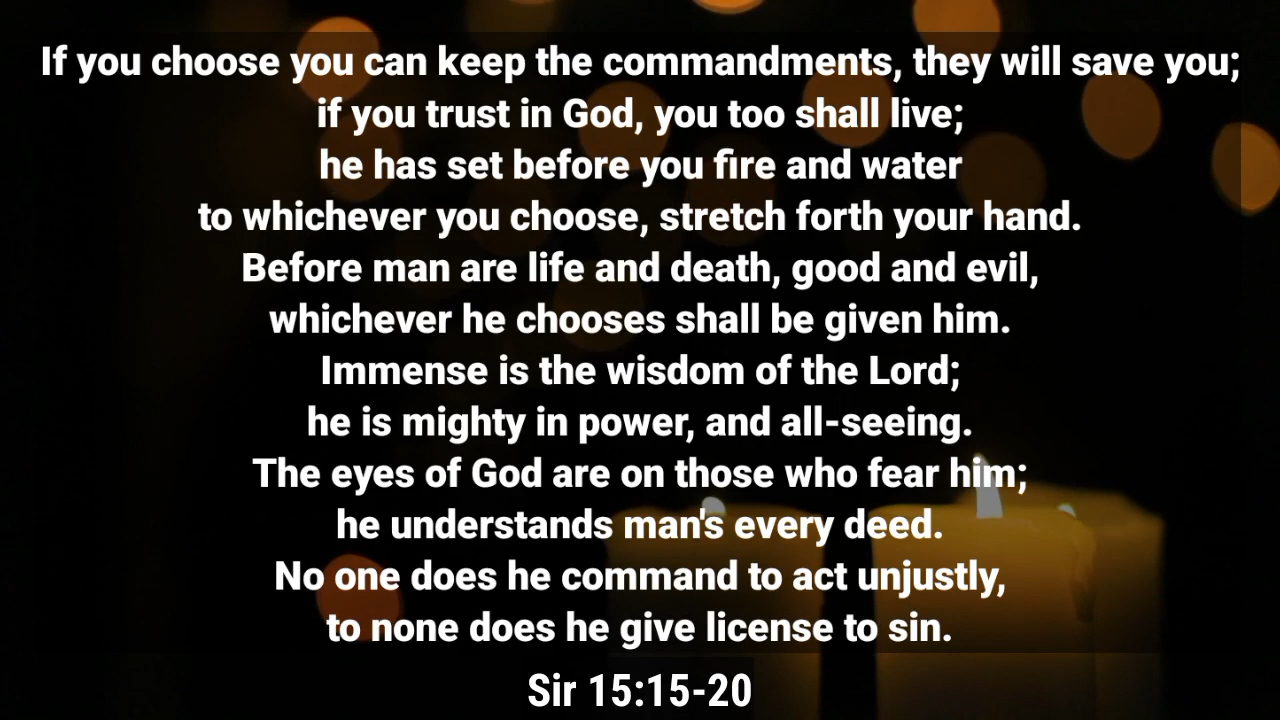 If you choose you can keep the commandments, they will save you;
if you trust in God, you too shall live;
he has set before you fire and water
to whichever you choose, stretch forth your hand.
Before man are life and death, good and evil,
whichever he chooses shall be given him.
Immense is the wisdom of the Lord;
he is mighty in power, and all-seeing.
The eyes of God are on those who fear him;
he understands man's every deed.
No one does he command to act unjustly,
to none does he give license to sin.
Sir 15:15-20